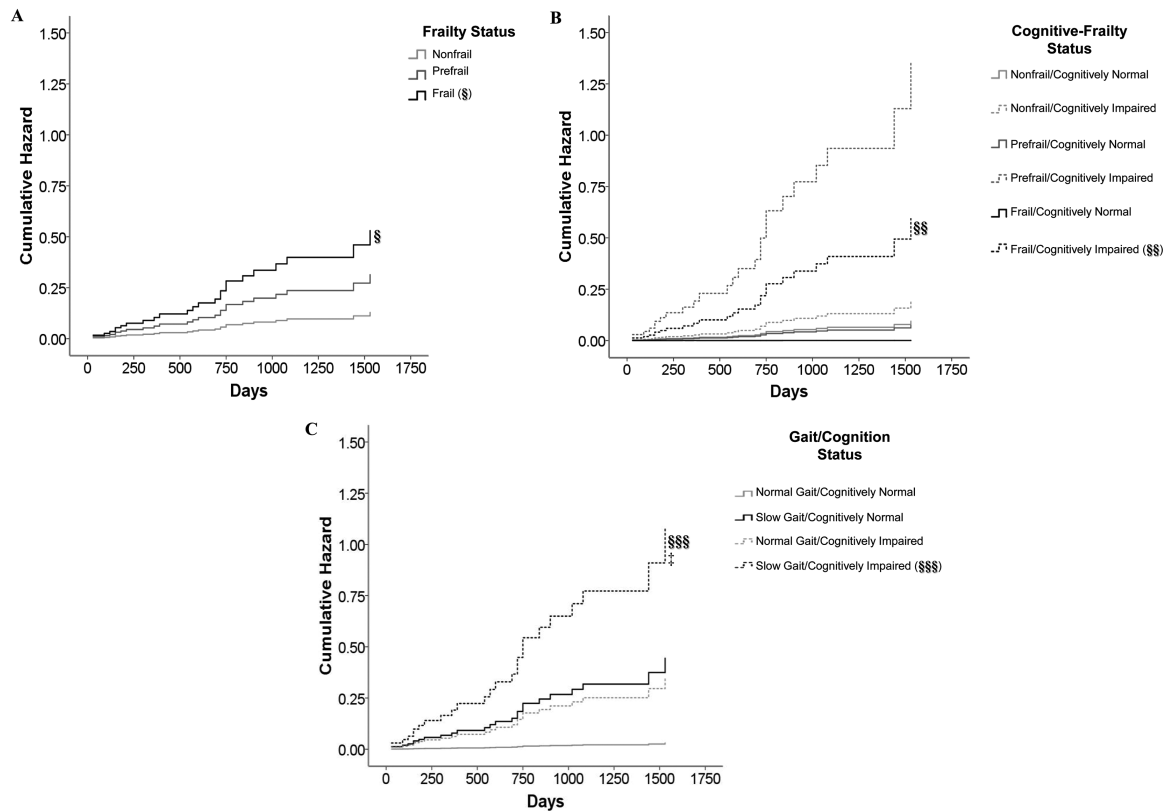 A
Frailty Status
Nonfrail
Prefrail
Frail (§)
1.50
1.25
1.00
0.75
0.50
0.25
0.00
Cumulative Hazard
§
0 250 500 750 1000 1250 1500 1750
Days
B
Cognitive-Frailty
Status
Nonfrail/Cognitively Normal
Nonfrail/Cognitively Impaired
Prefrail/Cognitively Normal
Prefrail/Cognitively Impaired
Frail/Cognitively Normal
Frail/Cognitively Impaired (§§)
1.50
1.25
1.00
0.75
0.50
0.25
0.00
Cumulative Hazard
§§
0 250 500 750 1000 1250 1500 1750
Days
C
Gait/Cognition
Status
Normal Gait/Cognitively Normal
Slow Gait/Cognitively Normal
Normal Gait/Cognitively Impaired
Slow Gait/Cognitively Impaired (§§§)
1.50
1.25
1.00
0.75
0.50
0.25
0.00
Cumulative Hazard
§§§
‡
0 250 500 750 1000 1250 1500 1750
Days